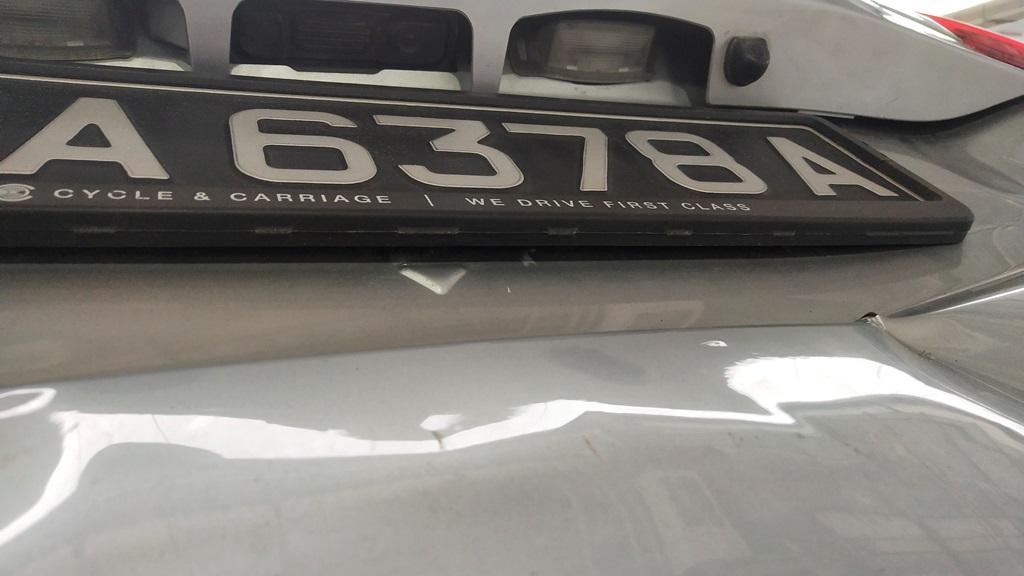 A 6378 A
CYCLE & CARRIAGE | WE DRIVE FIRST CLASS